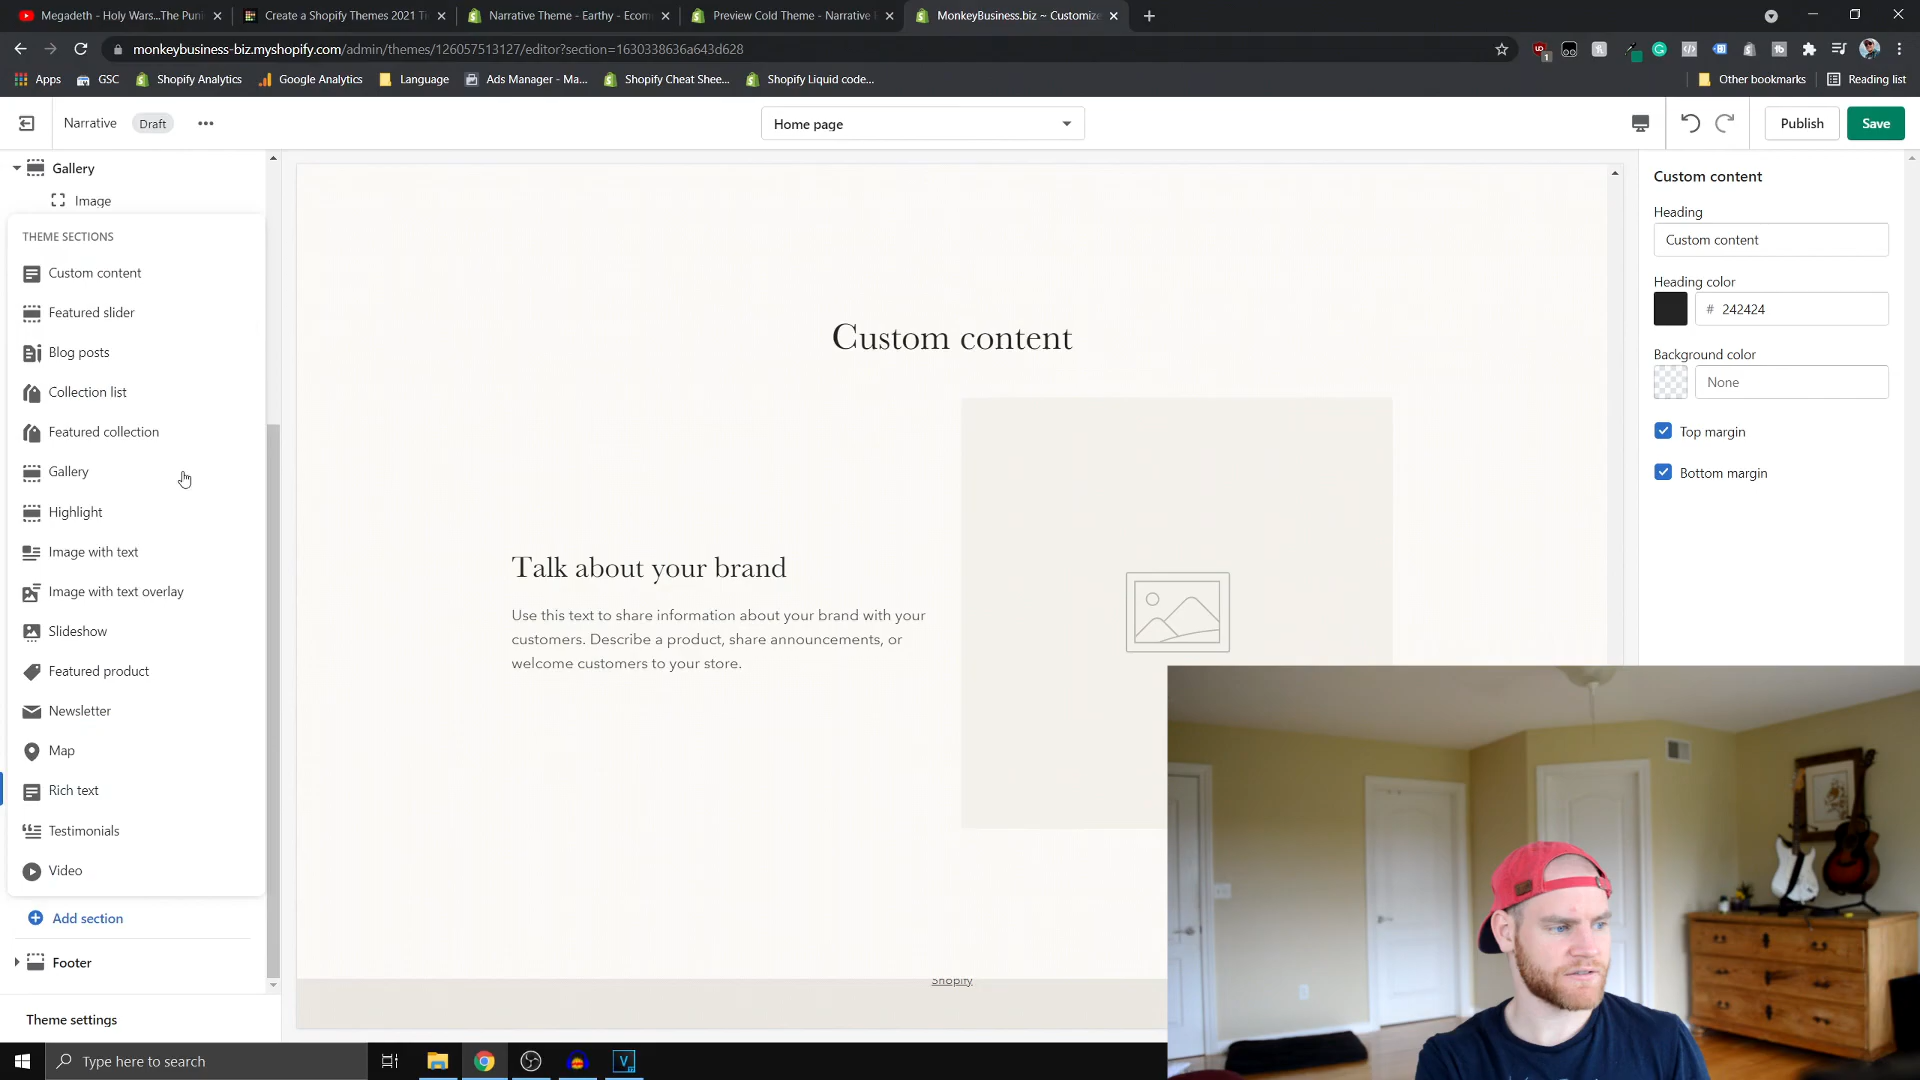 Megadeth - Holy Wars...The Puni
Create a Shopify Themes 2021 Ti
Narrative Theme - Earthy - Ecom
Preview Cold Theme - Narrative
MonkeyBusiness.biz ~ Customize
monkeybusiness-biz.myshopify.com/admin/themes/126057513127/editor?section=1630338636a643d628
Apps
GSC
Shopify Analytics
Google Analytics
Language
Ads Manager - Ma...
Shopify Cheat Shee...
Shopify Liquid code...
Other bookmarks
Reading list
Narrative
Draft
Home page
Publish
Save
Gallery
Image
THEME SECTIONS
Custom content
Featured slider
Blog posts
Collection list
Featured collection
Gallery
Highlight
Image with text
Image with text overlay
Slideshow
Featured product
Newsletter
Map
Rich text
Testimonials
Video
Add section
Footer
Theme settings
Custom content
Talk about your brand
Use this text to share information about your brand with your
customers. Describe a product, share announcements, or
welcome customers to your store.
Shopify
Custom content
Heading
Custom content
Heading color
# 242424
Background color
None
Top margin
Bottom margin
Type here to search